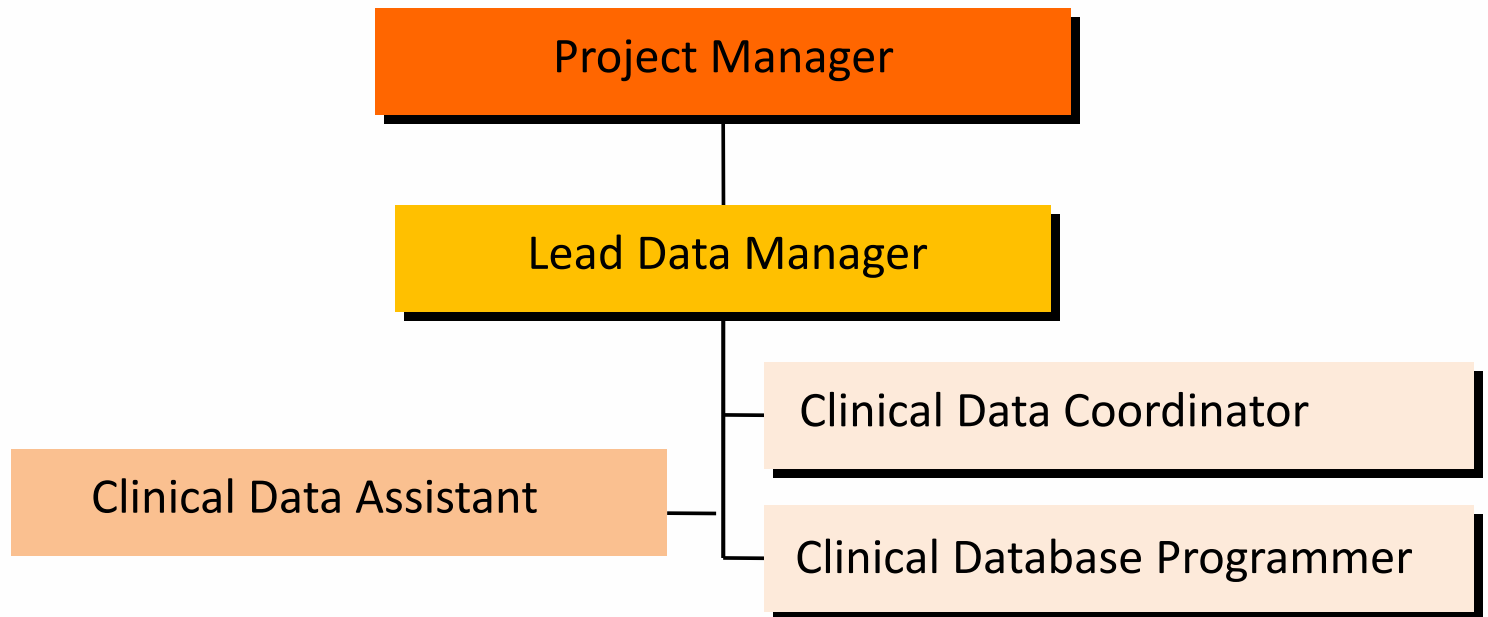 Project Manager
Lead Data Manager
Clinical Data Coordinator
Clinical Data Assistant
Clinical Database Programmer